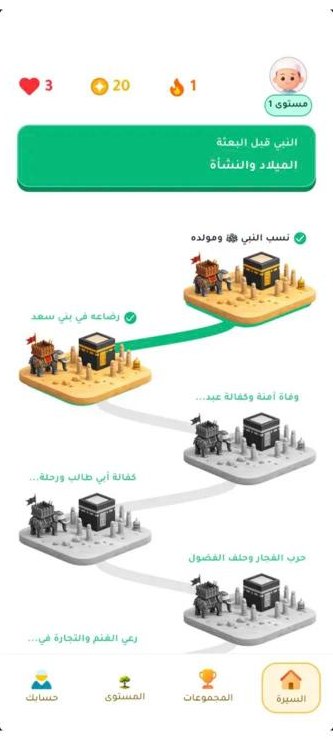 3
20
1
مستوى 1
النبي قبل البعثة
الميلاد والنشأة
نسب النبي ﷺ ومولده
رضاعه في بني سعد
وفاة آمنة وكفالة عبد...
كفالة أبي طالب ورحلة...
حرب الفجار وحلف الفضول
رعي الغنم والتجارة في...
السيرة
المجموعات
المستوى
حسابك